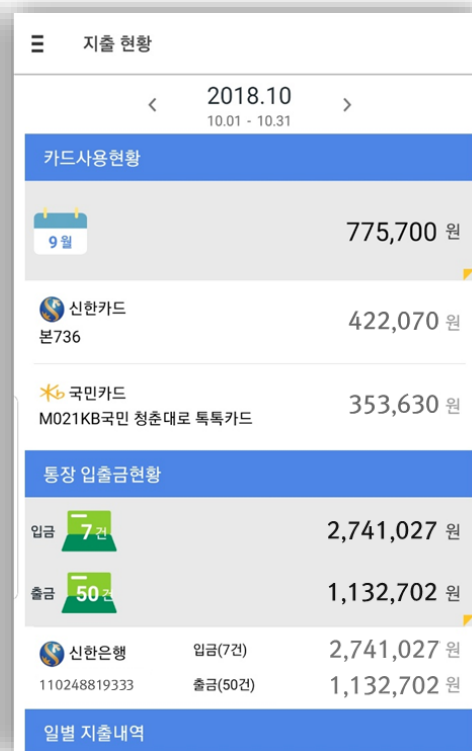 지출 현황
2018.10
10.01 - 10.31
카드사용현황
9월
775,700 원
신한카드
422,070 원
본736
국민카드
353,630 원
M021KB국민 청춘대로 톡톡카드
통장 입출금현황
입금 7건 2,741,027 원
출금 50건 1,132,702 원
신한은행 입금(7건) 2,741,027 원
110248819333 출금(50건) 1,132,702 원
일별 지출내역